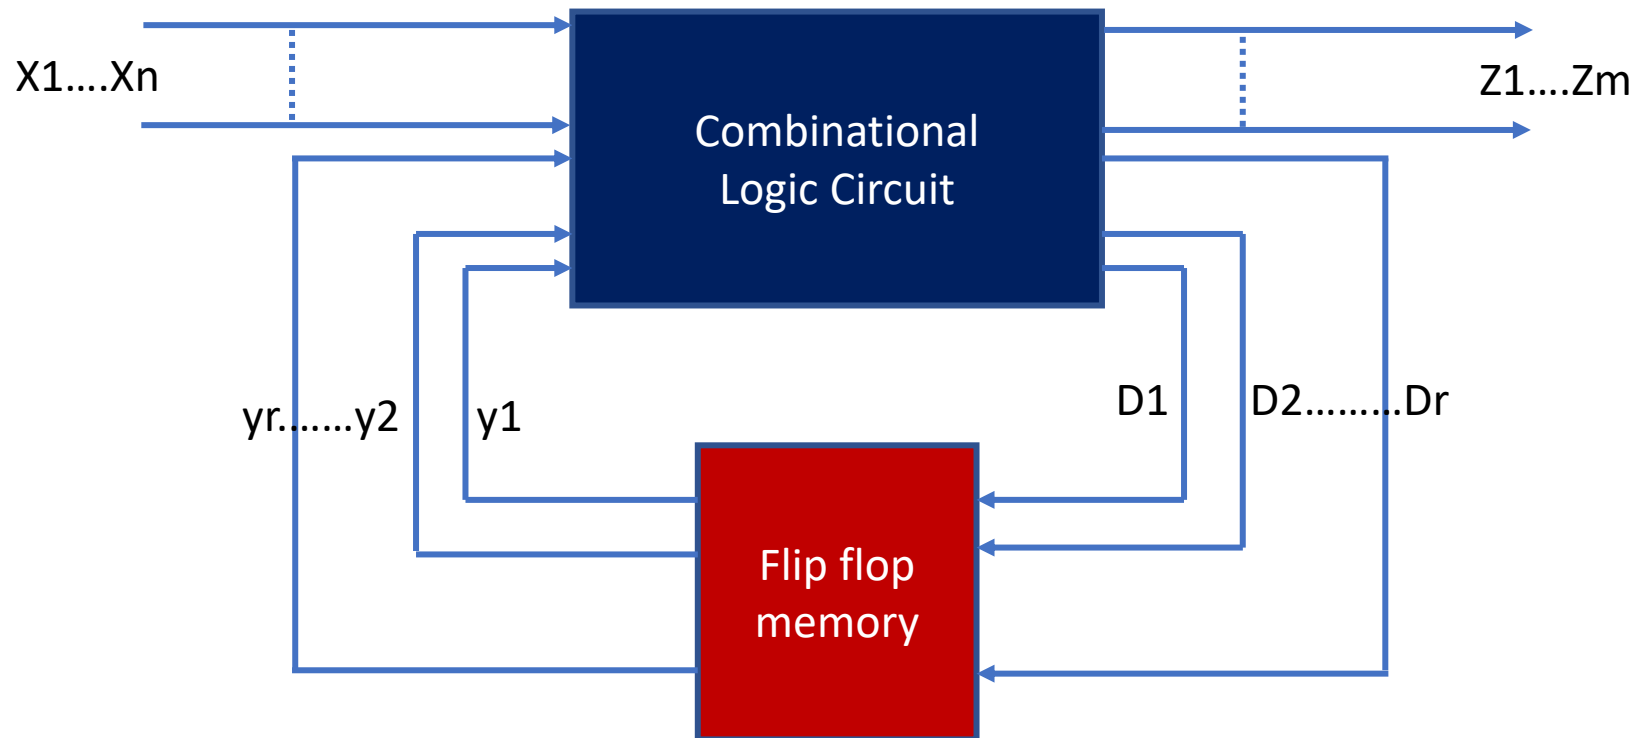 X1....Xn
Combinational
Logic Circuit
Z1....Zm
yr.......y2
y1
D1
D2.........Dr
Flip flop
memory